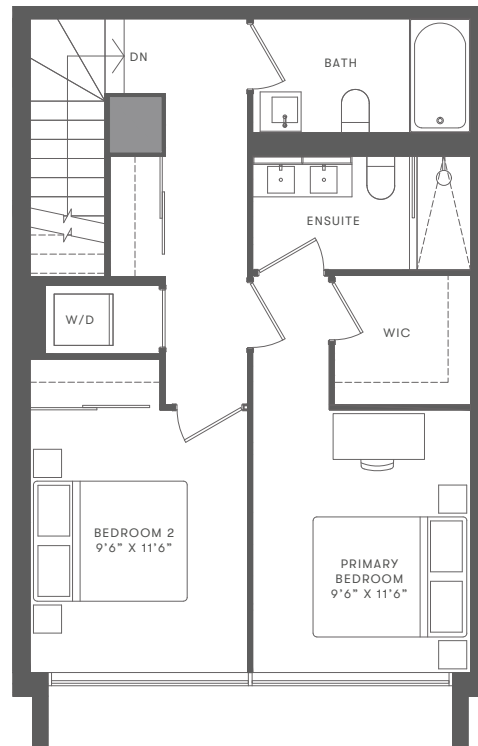 DN
BATH
ENSUITE
W/D
WIC
BEDROOM 2
9’6” X 11’6”
PRIMARY
BEDROOM
9’6” X 11’6”